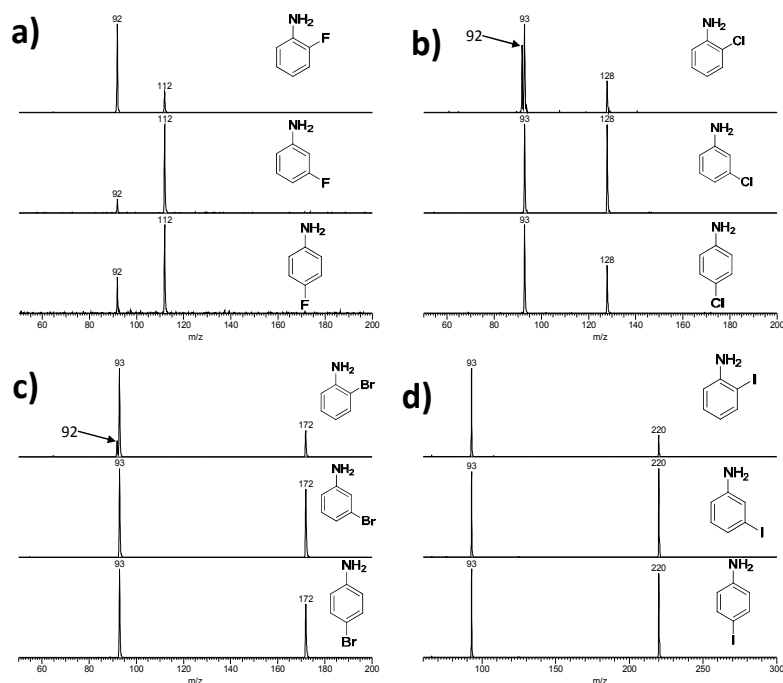 a)
92
112
NH2
F
112
92
NH2
F
112
92
NH2
F
60 80 100 120 140 160 180 200
m/z
b)
93
92
128
NH2
Cl
93
128
NH2
Cl
93
128
NH2
Cl
60 80 100 120 140 160 180 200
m/z
c)
93
92
172
NH2
Br
93
172
NH2
Br
93
172
NH2
Br
60 80 100 120 140 160 180 200
m/z
d)
93
220
NH2
I
93
220
NH2
I
93
220
NH2
I
100 150 200 250 300
m/z